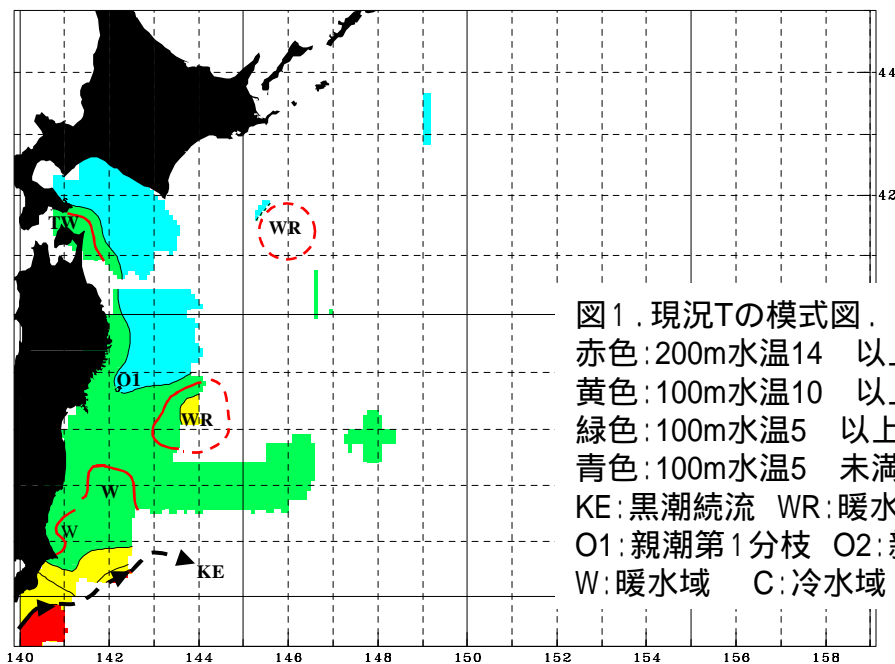 44
42
TW
WR
O1
WR
W
W
KE
図1.現況Tの模式図.
赤色:200m水温14 以上
黄色:100m水温10 以上
緑色:100m水温5 以上
青色:100m水温5 未満
KE:黒潮続流 WR:暖水
O1:親潮第1分枝 O2:
W:暖水域 C:冷水域
140 142 144 146 148 150 152 154 156 158